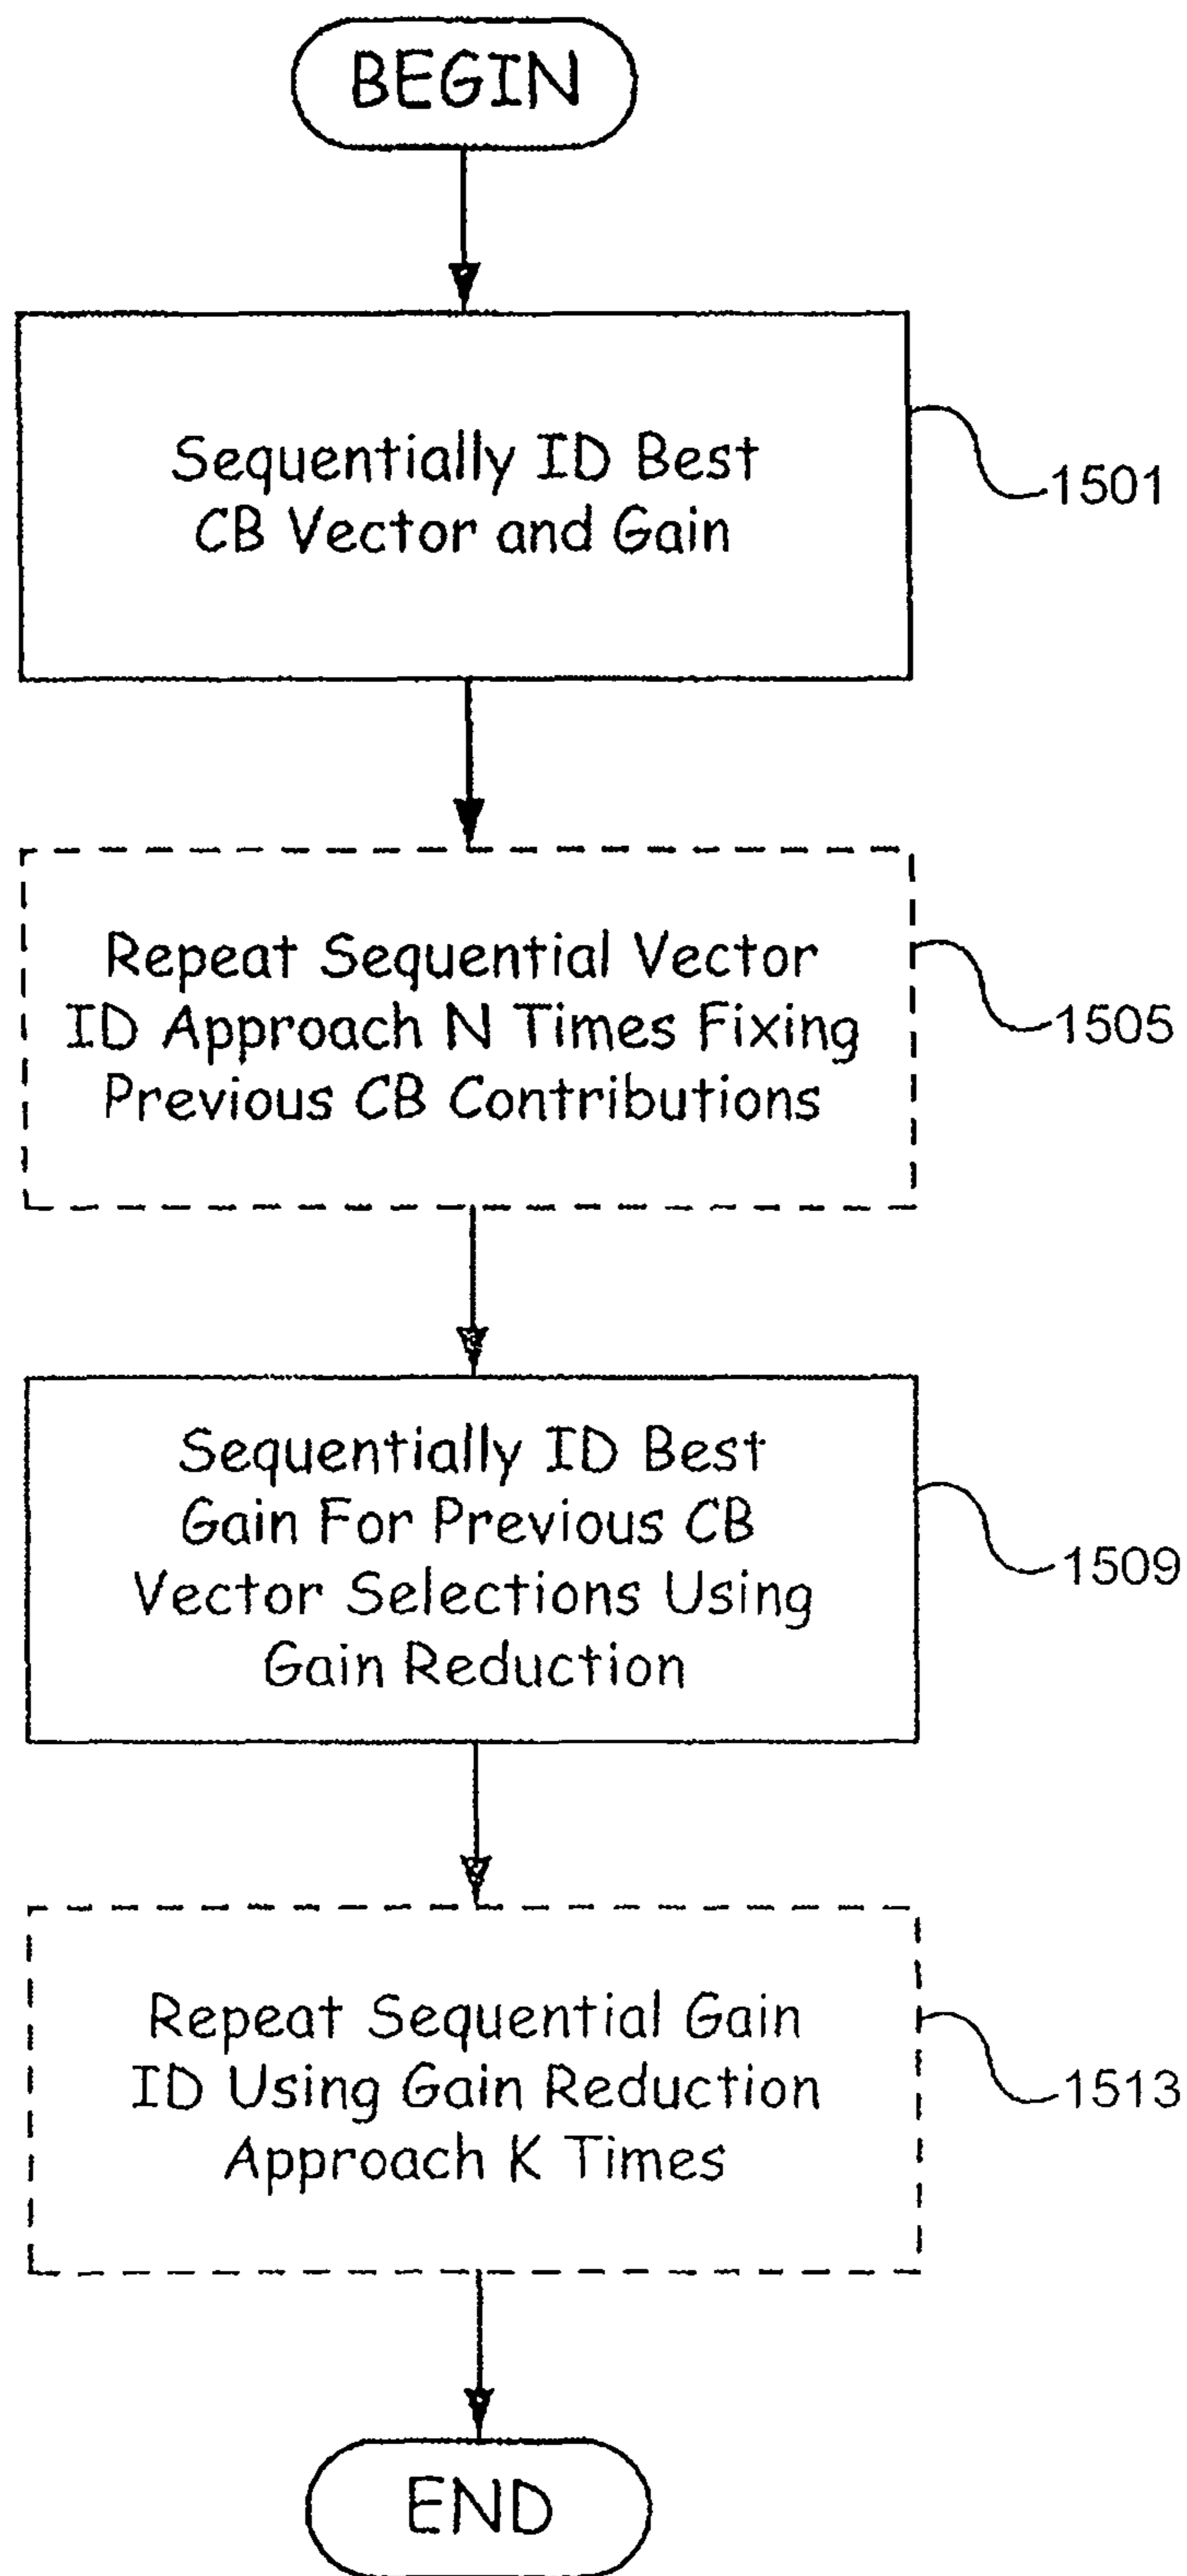 BEGIN
Sequentially ID Best
CB Vector and Gain
1501
Repeat Sequential Vector
ID Approach N Times Fixing
Previous CB Contributions
1505
Sequentially ID Best
Gain For Previous CB
Vector Selections Using
Gain Reduction
1509
Repeat Sequential Gain
ID Using Gain Reduction
Approach K Times
1513
END